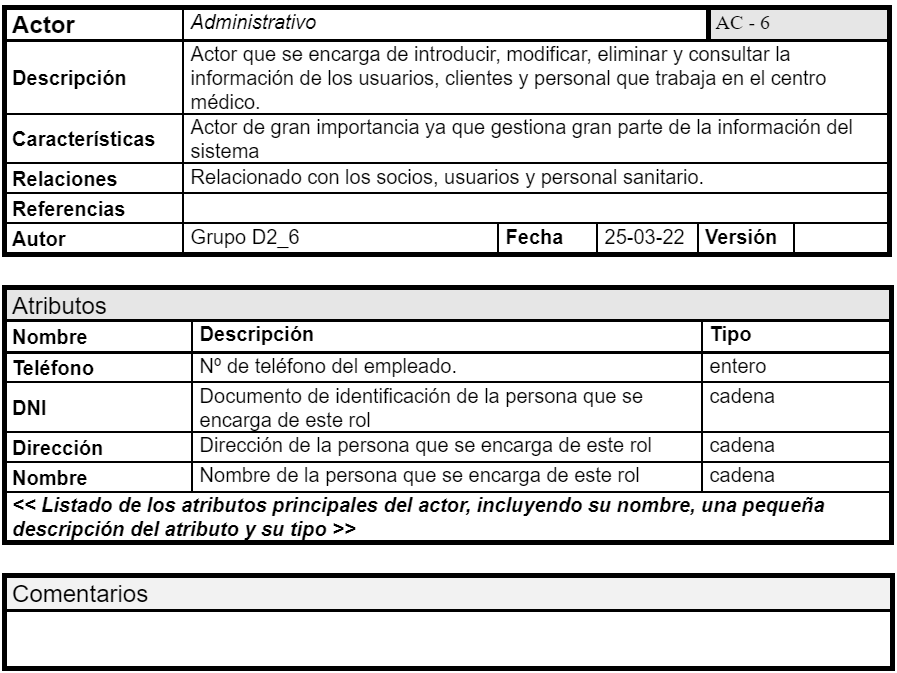 Actor Administrativo AC - 6
Actor que se encarga de introducir, modificar, eliminar y consultar la
Descripción información de los usuarios, clientes y personal que trabaja en el centro
médico.
Características Actor de gran importancia ya que gestiona gran parte de la información del
sistema
Relaciones Relacionado con los socios, usuarios y personal sanitario.
Referencias
Autor Grupo D2_6 Fecha 25-03-22 Versión
Atributos
Nombre Descripción Tipo
Teléfono Nº de teléfono del empleado. entero
DNI Documento de identificación de la persona que se cadena
encarga de este rol
Dirección Dirección de la persona que se encarga de este rol cadena
Nombre Nombre de la persona que se encarga de este rol cadena
<< Listado de los atributos principales del actor, incluyendo su nombre, una pequeña
descripción del atributo y su tipo >>
Comentarios